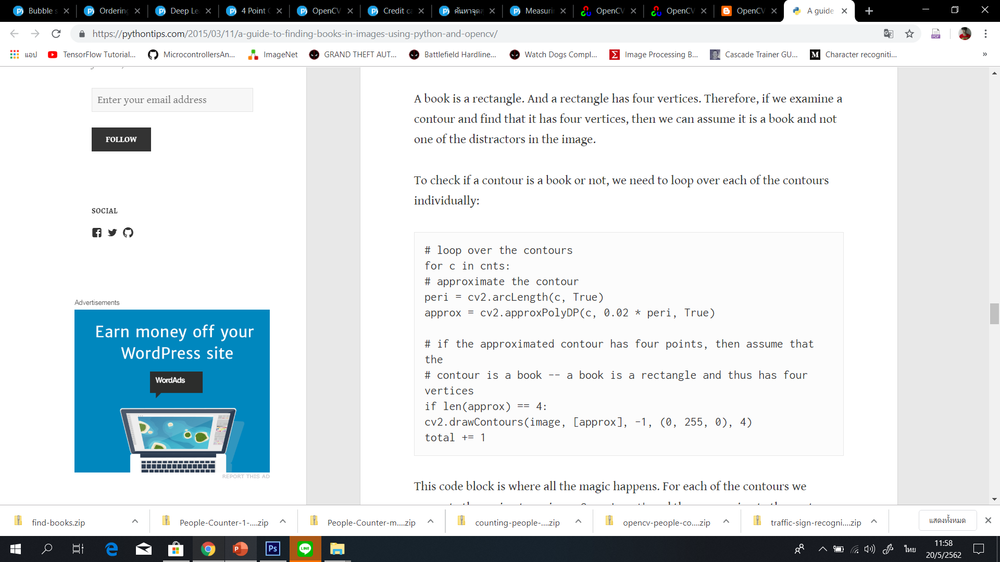 Bubble s
Ordering
Deep Le
4 Point O
OpenCV
Credit ca
ค้นหาจุดส
Measurin
OpenCV
OpenCV
OpenCV
A guide
https://pythontips.com/2015/03/11/a-guide-to-finding-books-in-images-using-python-and-opencv/
PDF
แอป
TensorFlow Tutorial...
MicrocontrollersAn...
ImageNet
GRAND THEFT AUT...
Battlefield Hardline...
Watch Dogs Compl...
Image Processing B...
Cascade Trainer GU...
Character recogniti...
»
Enter your email address
FOLLOW
SOCIAL
Advertisements
Earn money off your
WordPress site
WordAds
REPORT THIS AD
A book is a rectangle. And a rectangle has four vertices. Therefore, if we examine a
contour and find that it has four vertices, then we can assume it is a book and not
one of the distractors in the image.
To check if a contour is a book or not, we need to loop over each of the contours
individually:
# loop over the contours
for c in cnts:
# approximate the contour
peri = cv2.arcLength(c, True)
approx = cv2.approxPolyDP(c, 0.02 * peri, True)
# if the approximated contour has four points, then assume that
the
# contour is a book -- a book is a rectangle and thus has four
vertices
if len(approx) == 4:
cv2.drawContours(image, [approx], -1, (0, 255, 0), 4)
total += 1
This code block is where all the magic happens. For each of the contours we
find-books.zip
People-Counter-1-....zip
People-Counter-m....zip
counting-people-....zip
opencv-people-co....zip
traffic-sign-recogni....zip
แสดงทั้งหมด
Ps
LINE
ไทย
11:58
20/5/2562